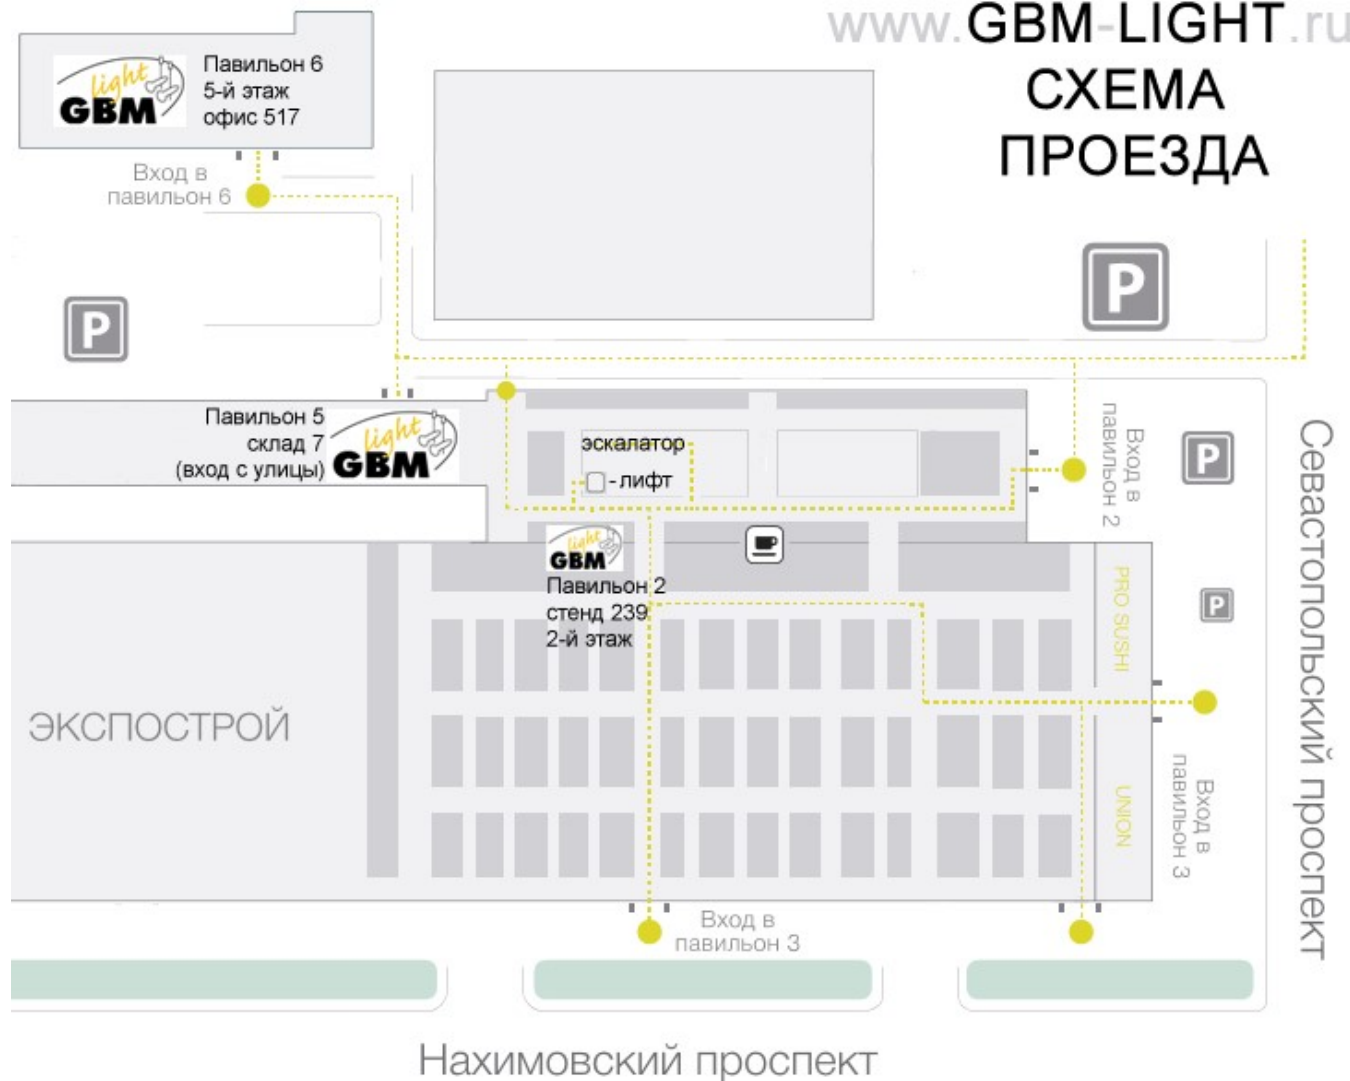 www.GBM-LIGHT.ru
СХЕМА
ПРОЕЗДА
light
GBM
Павильон 6
5-й этаж
офис 517
Вход в
павильон 6
P
P
Павильон 5
склад 7
(вход с улицы)
light
GBM
эскалатор
-лифт
Вход в
павильон 2
P
light
GBM
Павильон 2
стенд 239
2-й этаж
PRO SUSHI
P
ЭКСПОСТРОЙ
UNION
Вход в
павильон 3
Севастопольский проспект
Вход в
павильон 3
Нахимовский проспект